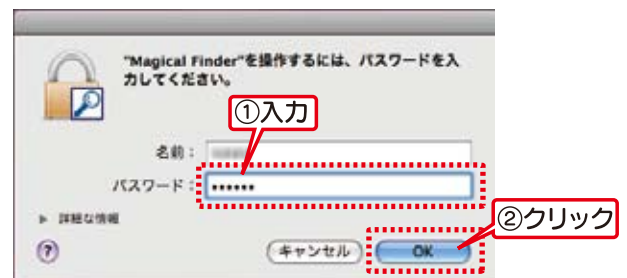 "Magical Finder"を操作するには、パスワードを入
力してください。
①入力
名前：
パスワード：••••••
▶ 詳細な情報
②クリック
? キャンセル OK